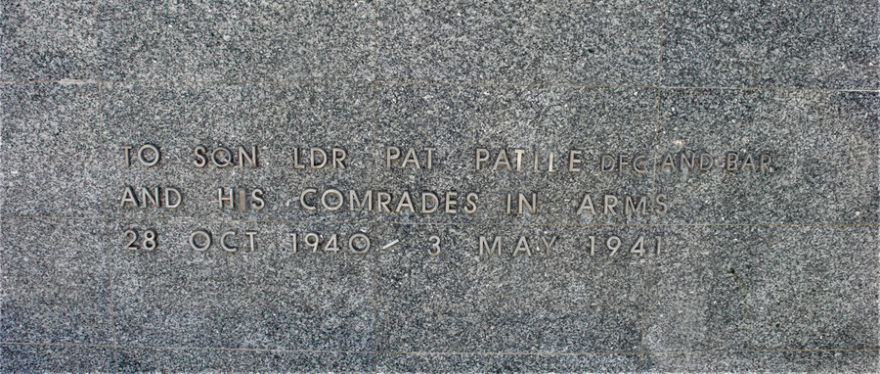 TO SQN LDR PAT PATTLE DFC AND BAR
AND HIS COMRADES IN ARMS
28 OCT 1940 - 3 MAY 1941